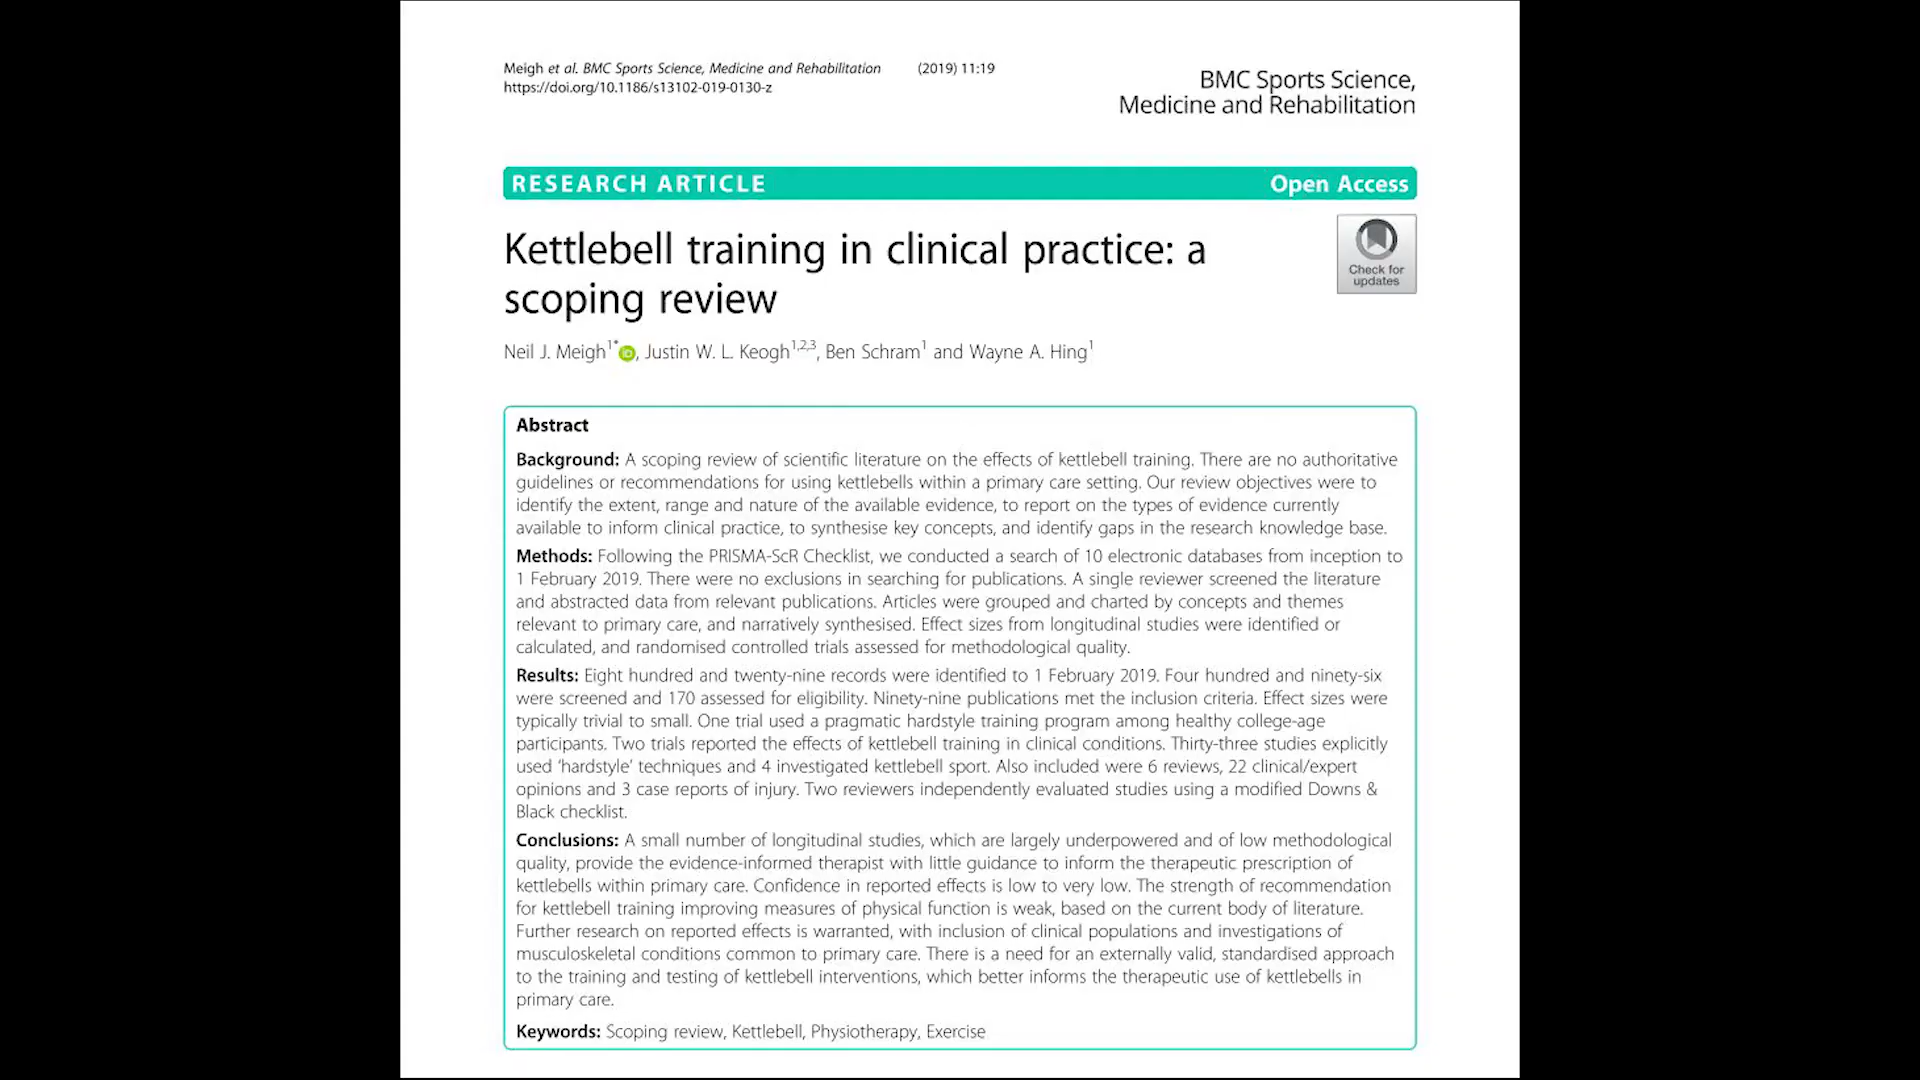 Meigh et al. BMC Sports Science, Medicine and Rehabilitation (2019) 11:19
https://doi.org/10.1186/s13102-019-0130-z
BMC Sports Science,
Medicine and Rehabilitation
RESEARCH ARTICLE Open Access
Kettlebell training in clinical practice: a
scoping review
Check for
updates
Neil J. Meigh1*, Justin W. L. Keogh1,2,3, Ben Schram1 and Wayne A. Hing1
Abstract
Background: A scoping review of scientific literature on the effects of kettlebell training. There are no authoritative
guidelines or recommendations for using kettlebells within a primary care setting. Our review objectives were to
identify the extent, range and nature of the available evidence, to report on the types of evidence currently
available to inform clinical practice, to synthesise key concepts, and identify gaps in the research knowledge base.
Methods: Following the PRISMA-ScR Checklist, we conducted a search of 10 electronic databases from inception to
1 February 2019. There were no exclusions in searching for publications. A single reviewer screened the literature
and abstracted data from relevant publications. Articles were grouped and charted by concepts and themes
relevant to primary care, and narratively synthesised. Effect sizes from longitudinal studies were identified or
calculated, and randomised controlled trials assessed for methodological quality.
Results: Eight hundred and twenty-nine records were identified to 1 February 2019. Four hundred and ninety-six
were screened and 170 assessed for eligibility. Ninety-nine publications met the inclusion criteria. Effect sizes were
typically trivial to small. One trial used a pragmatic hardstyle training program among healthy college-age
participants. Two trials reported the effects of kettlebell training in clinical conditions. Thirty-three studies explicitly
used ‘hardstyle’ techniques and 4 investigated kettlebell sport. Also included were 6 reviews, 22 clinical/expert
opinions and 3 case reports of injury. Two reviewers independently evaluated studies using a modified Downs &
Black checklist.
Conclusions: A small number of longitudinal studies, which are largely underpowered and of low methodological
quality, provide the evidence-informed therapist with little guidance to inform the therapeutic prescription of
kettlebells within primary care. Confidence in reported effects is low to very low. The strength of recommendation
for kettlebell training improving measures of physical function is weak, based on the current body of literature.
Further research on reported effects is warranted, with inclusion of clinical populations and investigations of
musculoskeletal conditions common to primary care. There is a need for an externally valid, standardised approach
to the training and testing of kettlebell interventions, which better informs the therapeutic use of kettlebells in
primary care.
Keywords: Scoping review, Kettlebell, Physiotherapy, Exercise